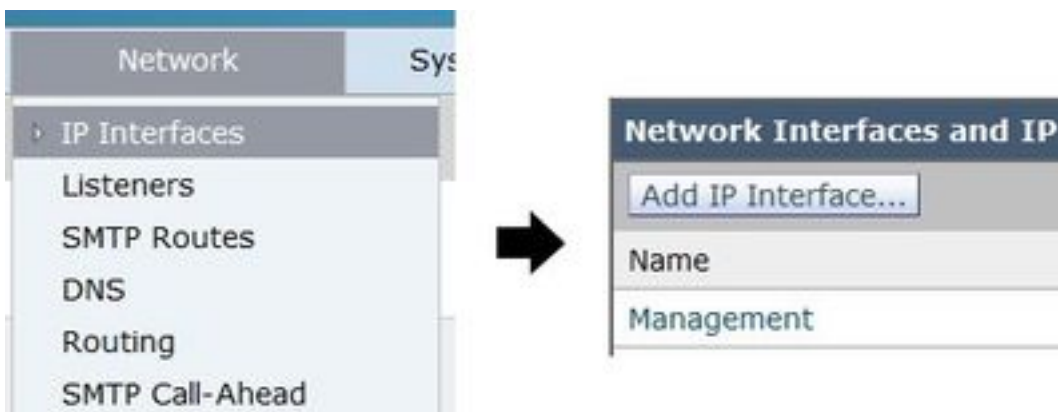 Network
Sys
IP Interfaces
Listeners
SMTP Routes
DNS
Routing
SMTP Call-Ahead
Network Interfaces and IP
Add IP Interface...
Name
Management